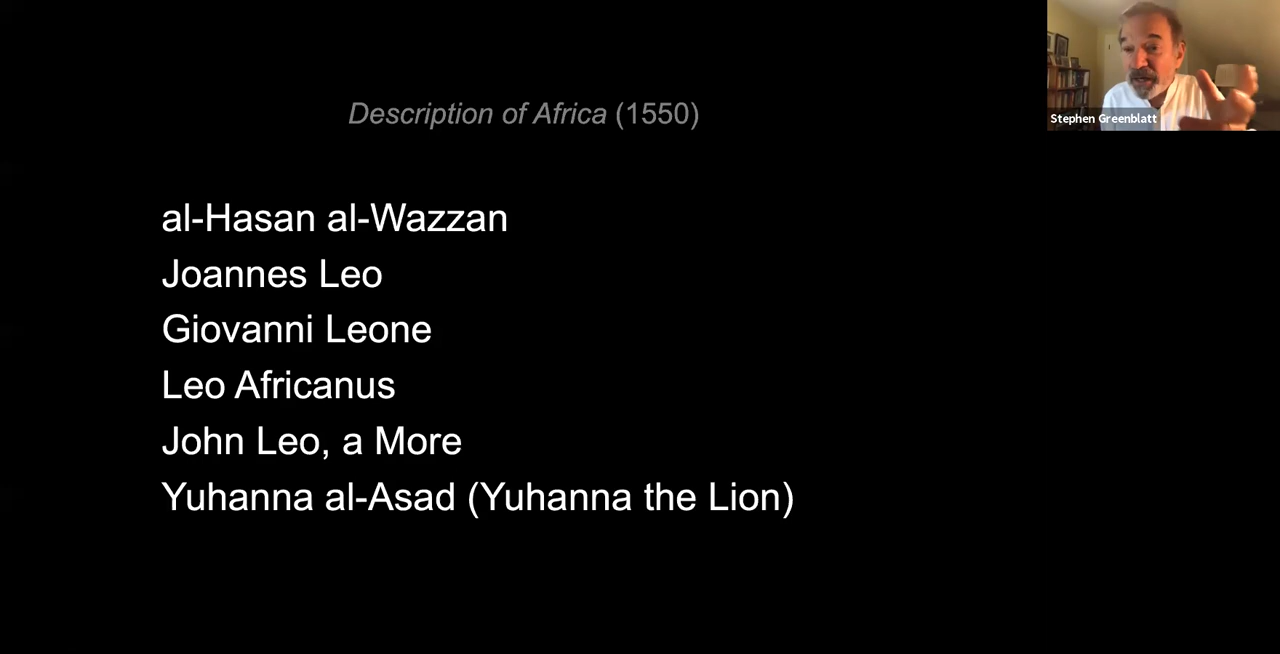 Description of Africa (1550)
Stephen Greenblatt
al-Hasan al-Wazzan
Joannes Leo
Giovanni Leone
Leo Africanus
John Leo, a More
Yuhanna al-Asad (Yuhanna the Lion)